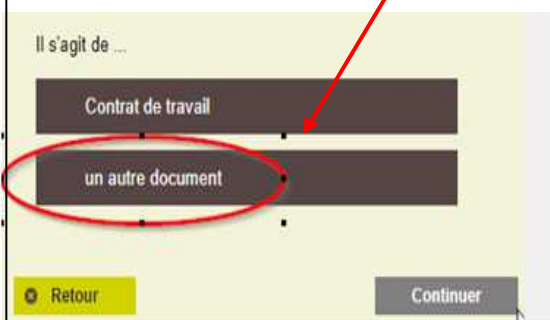 Il s'agit de ...
Contrat de travail
un autre document
Retour
Continuer